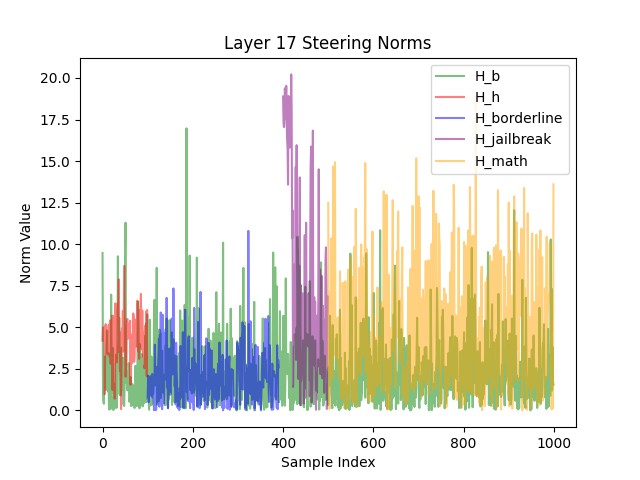 Layer 17 Steering Norms
H_b
H_h
H_borderline
H_jailbreak
H_math
Norm Value
20.0
17.5
15.0
12.5
10.0
7.5
5.0
2.5
0.0
0
200
400
600
800
1000
Sample Index